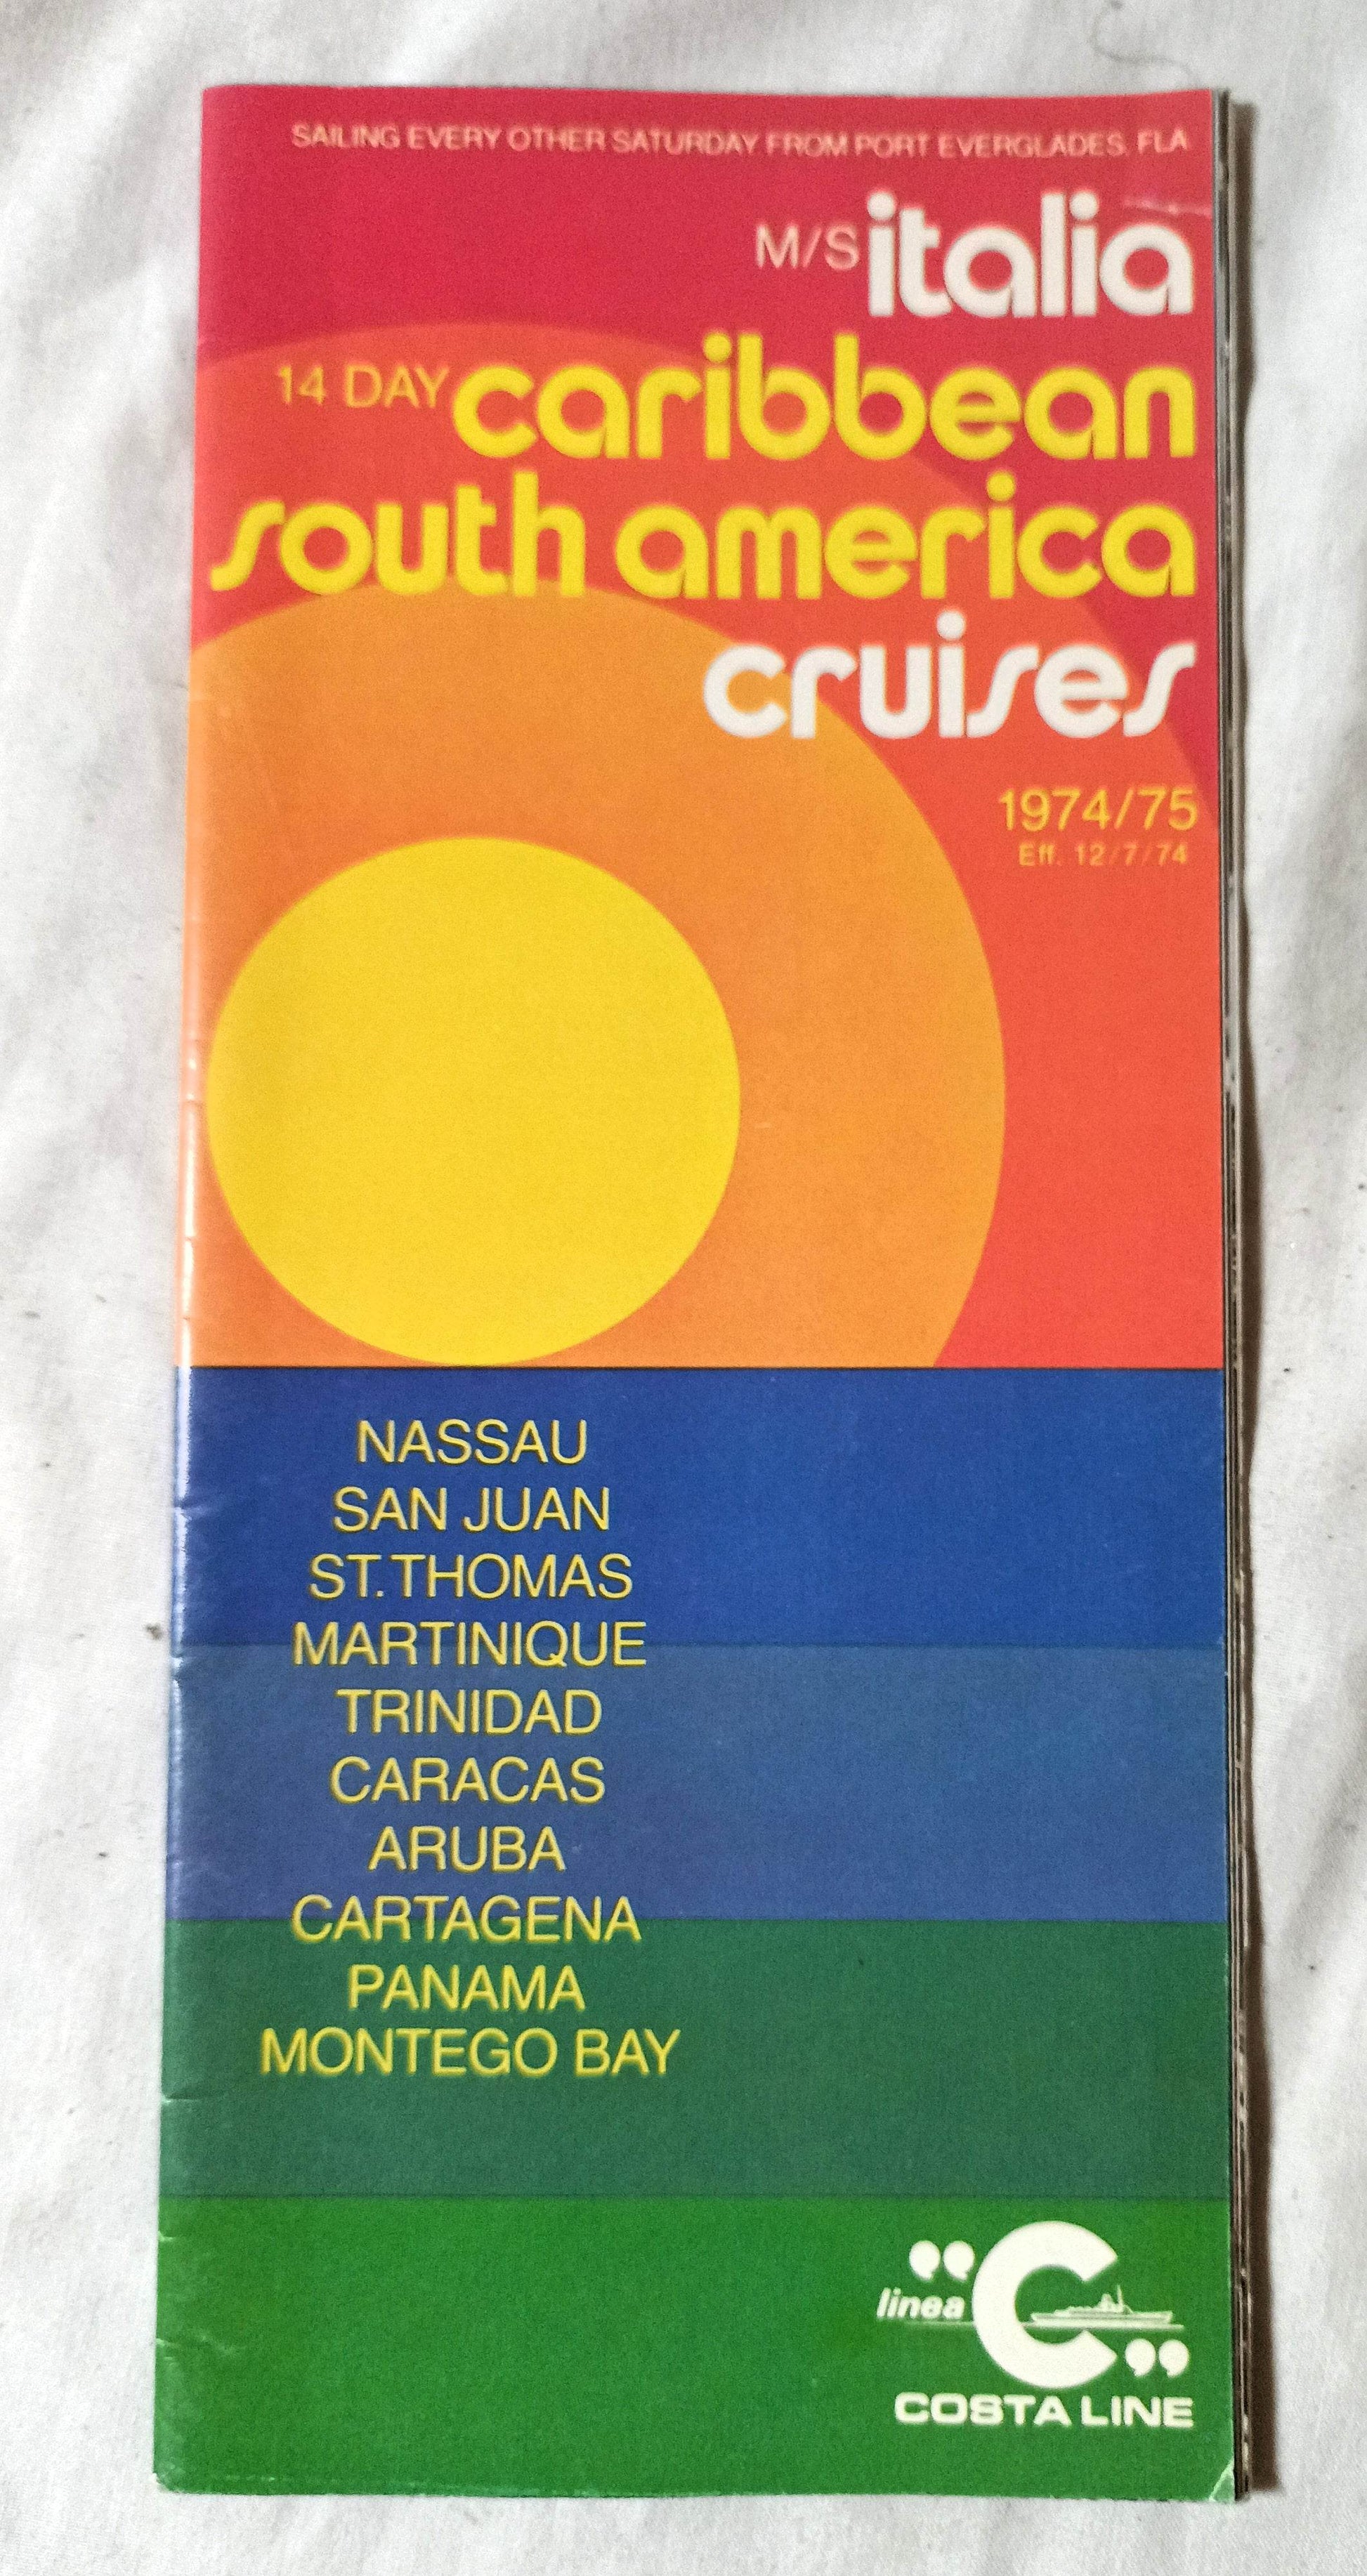 SAILING EVERY OTHER SATURDAY FROM PORT EVERGLADES, FLA
M/S italia
14 DAY caribbean
south america
cruises
1974/75
Eff. 12/7/74
NASSAU
SAN JUAN
ST. THOMAS
MARTINIQUE
TRINIDAD
CARACAS
ARUBA
CARTAGENA
PANAMA
MONTEGO BAY
linea "C"
COSTA LINE